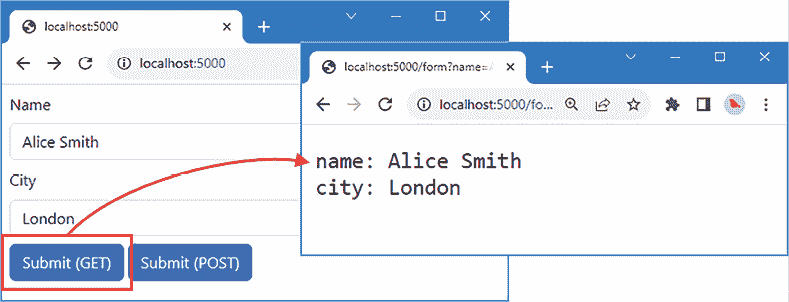 localhost:5000
localhost:5000
Name
Alice Smith
City
London
Submit (GET) Submit (POST)
localhost:5000/form?name=
localhost:5000/fo...
name: Alice Smith
city: London